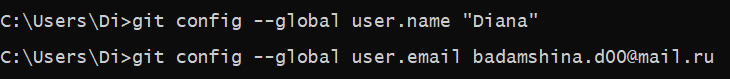 C:\Users\Di>git config --global user.name "Diana"
C:\Users\Di>git config --global user.email badamshina.d00@mail.ru